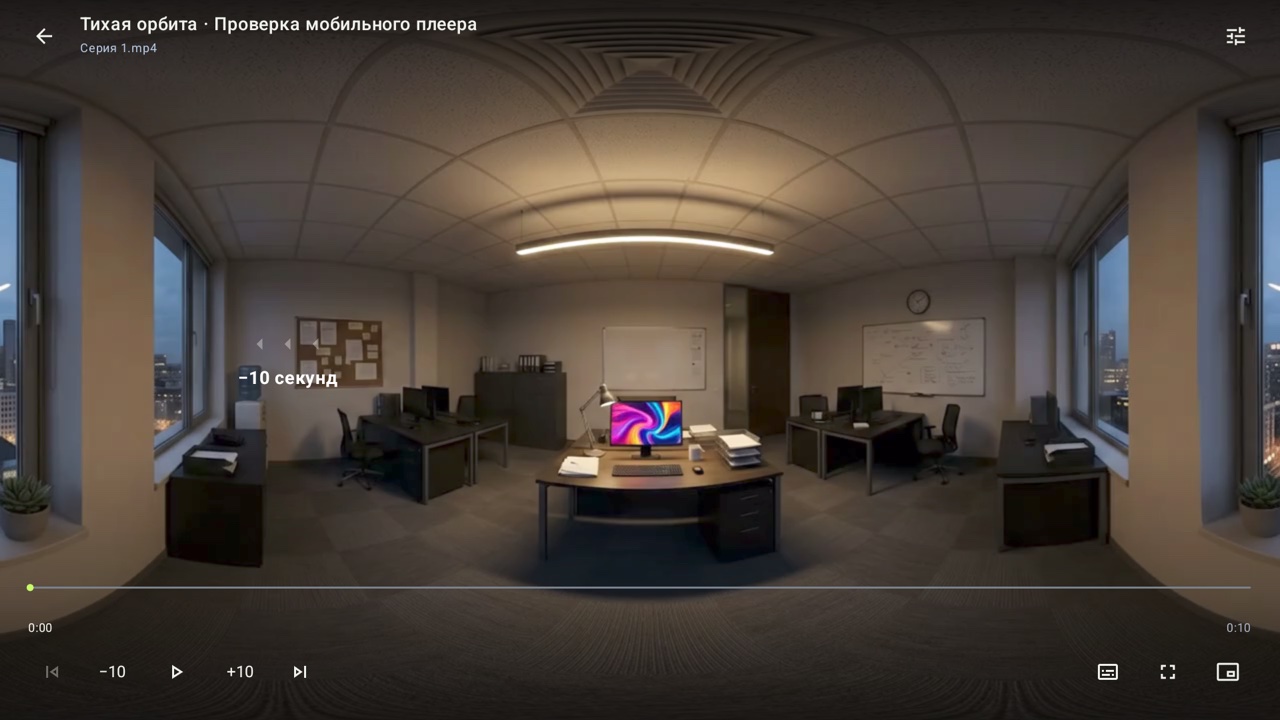 Тихая орбита · Проверка мобильного плеера
Серия 1.mp4
−10 секунд
0:00
0:10
−10
+10